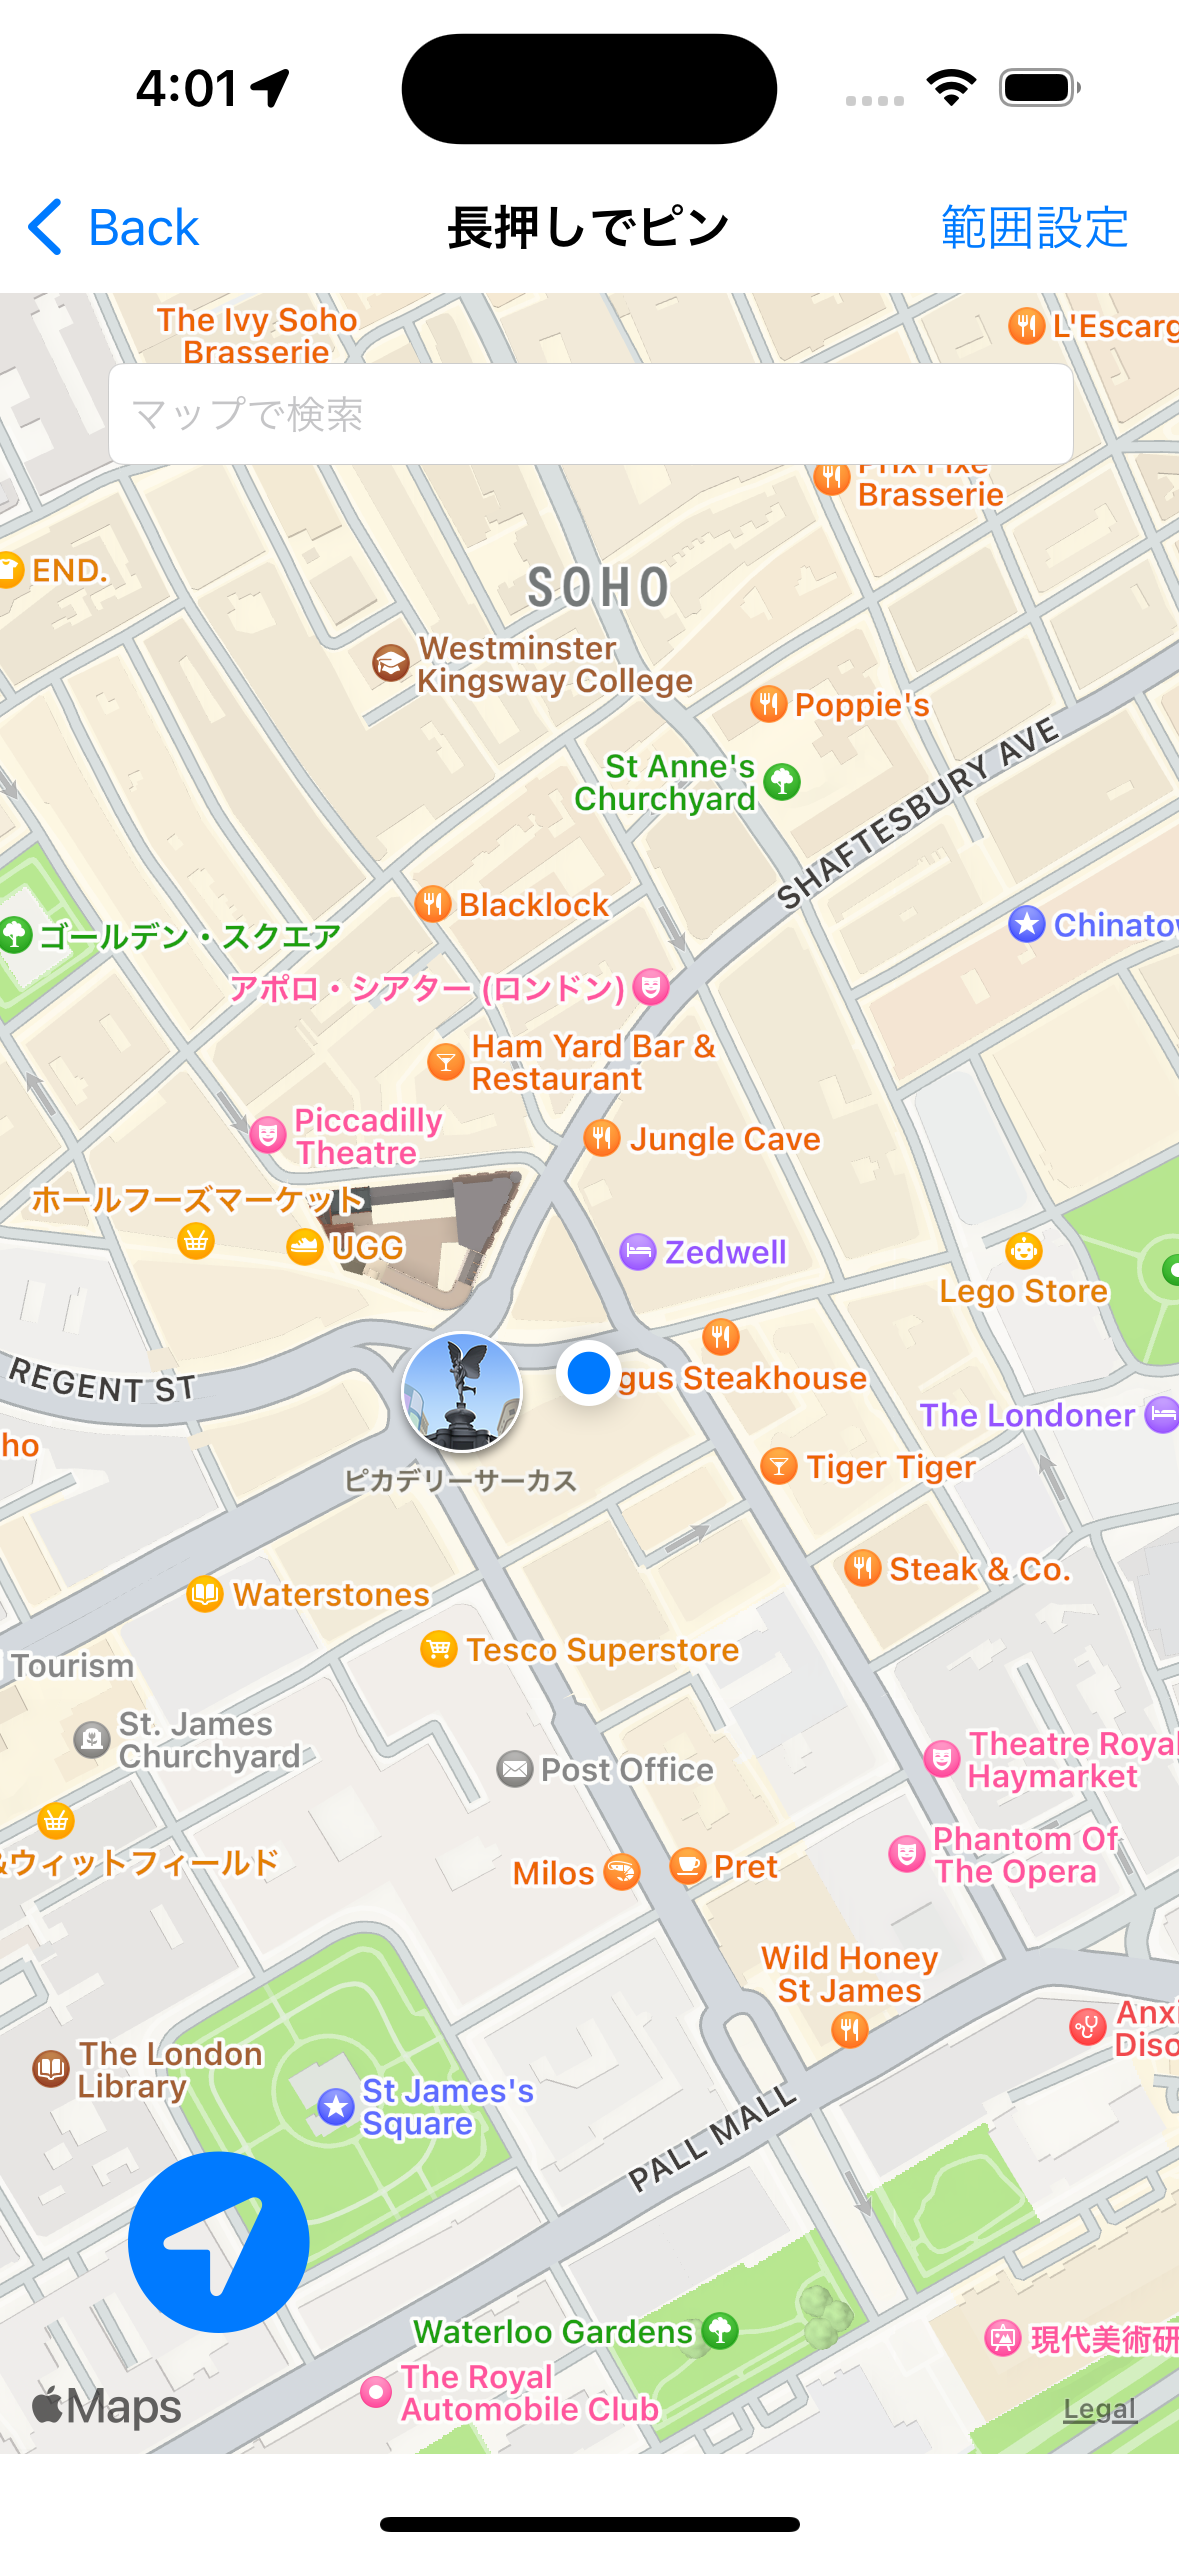 4:01
Back
長押しでピン
範囲設定
The Ivy Soho
Brasserie
L'Escarg
マップで検索
Prix Fixe
Brasserie
END.
SOHO
Westminster
Kingsway College
Poppie's
St Anne's
Churchyard
SHAFTESBURY AVE
Blacklock
Chinatow
ゴールデン・スクエア
アポロ・シアター (ロンドン)
Ham Yard Bar &
Restaurant
Piccadilly
Theatre
Jungle Cave
ホールフーズマーケット
UGG
Zedwell
Lego Store
REGENT ST
gus Steakhouse
The Londoner
ho
ピカデリーサーカス
Tiger Tiger
Steak & Co.
Waterstones
Tesco Superstore
Tourism
St. James
Churchyard
Post Office
Theatre Royal
Haymarket
&ウィットフィールド
Phantom Of
The Opera
Milos
Pret
Wild Honey
St James
Anxi
Diso
The London
Library
St James's
Square
PALL MALL
Waterloo Gardens
現代美術研
The Royal
Automobile Club
Maps
Legal